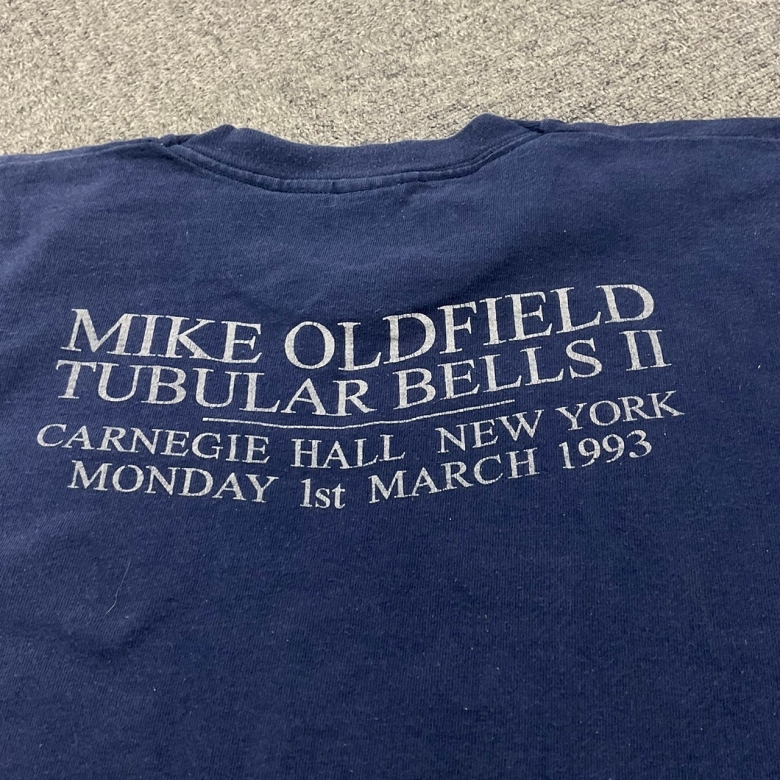 MIKE OLDFIELD
TUBULAR BELLS II
CARNEGIE HALL NEW YORK
MONDAY 1st MARCH 1993